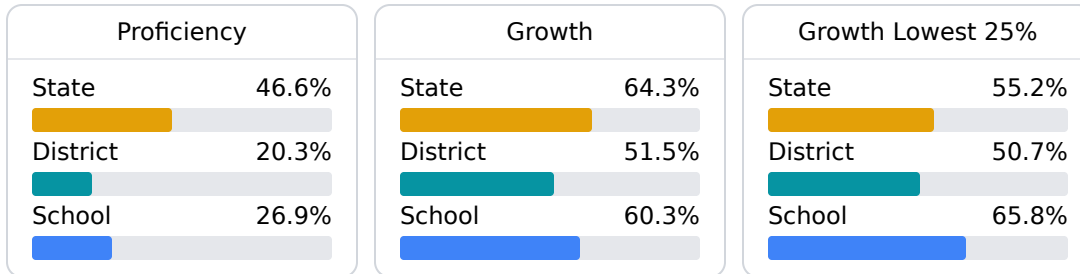 Proficiency
State 46.6%
District 20.3%
School 26.9%
Growth
State 64.3%
District 51.5%
School 60.3%
Growth Lowest 25%
State 55.2%
District 50.7%
School 65.8%